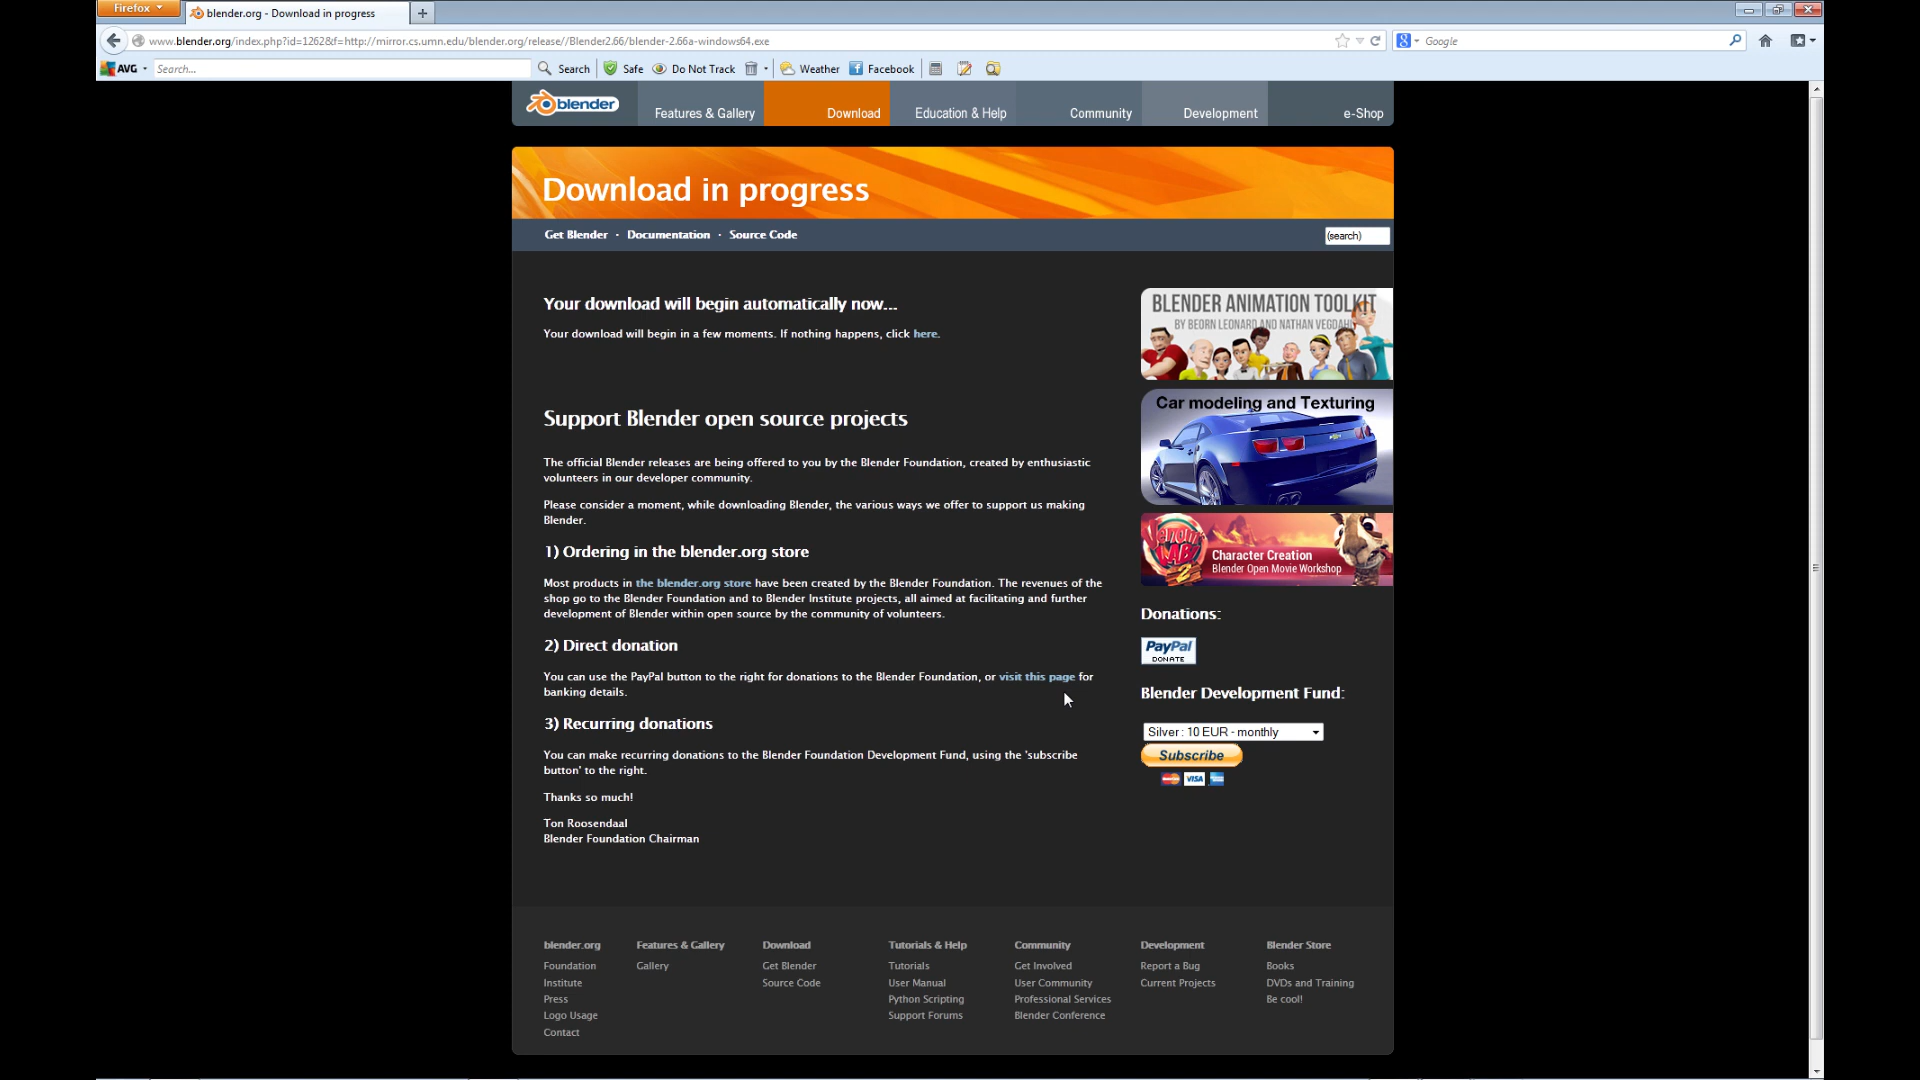 Firefox
blender.org - Download in progress
www.blender.org/index.php?id=1262&f=http://mirror.cs.umn.edu/blender.org/release//Blender2.66/blender-2.66a-windows64.exe
Google
AVG Search... Search Safe Do Not Track Weather Facebook
blender Features & Gallery Download Education & Help Community Development e-Shop
Download in progress
Get Blender · Documentation · Source Code (search)
Your download will begin automatically now...
Your download will begin in a few moments. If nothing happens, click here.
Support Blender open source projects
The official Blender releases are being offered to you by the Blender Foundation, created by enthusiastic
volunteers in our developer community.
Please consider a moment, while downloading Blender, the various ways we offer to support us making
Blender.
1) Ordering in the blender.org store
Most products in the blender.org store have been created by the Blender Foundation. The revenues of the
shop go to the Blender Foundation and to Blender Institute projects, all aimed at facilitating and further
development of Blender within open source by the community of volunteers.
2) Direct donation
You can use the PayPal button to the right for donations to the Blender Foundation, or visit this page for
banking details.
3) Recurring donations
You can make recurring donations to the Blender Foundation Development Fund, using the 'subscribe
button' to the right.
Thanks so much!
Ton Roosendaal
Blender Foundation Chairman
BLENDER ANIMATION TOOLKIT
BY BEORN LEONARD AND NATHAN VEGDAHL
Car modeling and Texturing
Venom
LAB
2
Character Creation
Blender Open Movie Workshop
Donations:
PayPal
DONATE
Blender Development Fund:
Silver : 10 EUR - monthly
Subscribe
VISA
blender.org Features & Gallery Download Tutorials & Help Community Development Blender Store
Foundation Gallery Get Blender Tutorials Get Involved Report a Bug Books
Institute Source Code User Manual User Community Current Projects DVDs and Training
Press Python Scripting Professional Services Be cool!
Logo Usage Support Forums Blender Conference
Contact